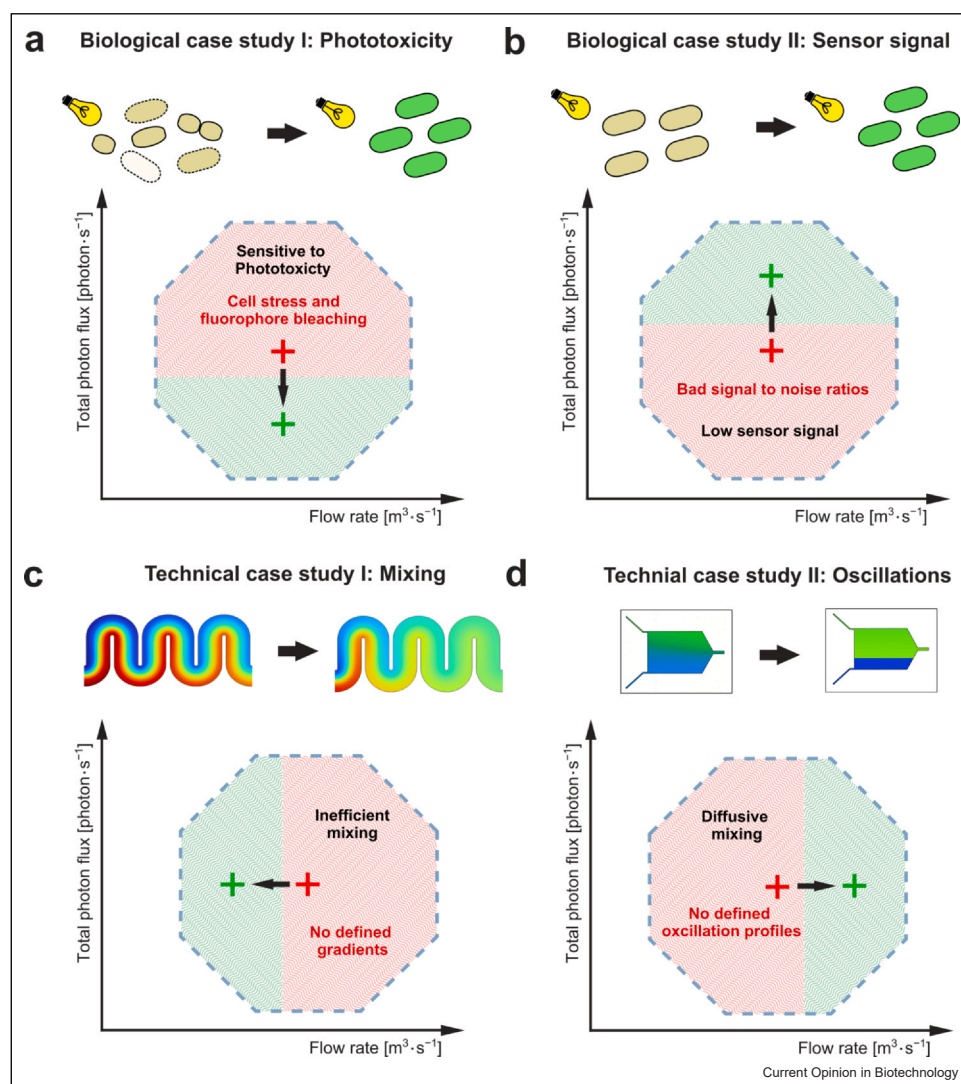 a Biological case study I: Phototoxicity
b Biological case study II: Sensor signal
Total photon flux [photon·s⁻¹]
Sensitive to
Phototoxicty
Cell stress and
fluorophore bleaching
Flow rate [m³·s⁻¹]
Total photon flux [photon·s⁻¹]
Bad signal to noise ratios
Low sensor signal
Flow rate [m³·s⁻¹]
c Technical case study I: Mixing
d Technial case study II: Oscillations
Total photon flux [photon·s⁻¹]
Inefficient
mixing
No defined
gradients
Flow rate [m³·s⁻¹]
Total photon flux [photon·s⁻¹]
Diffusive
mixing
No defined
oxcillation profiles
Flow rate [m³·s⁻¹]
Current Opinion in Biotechnology